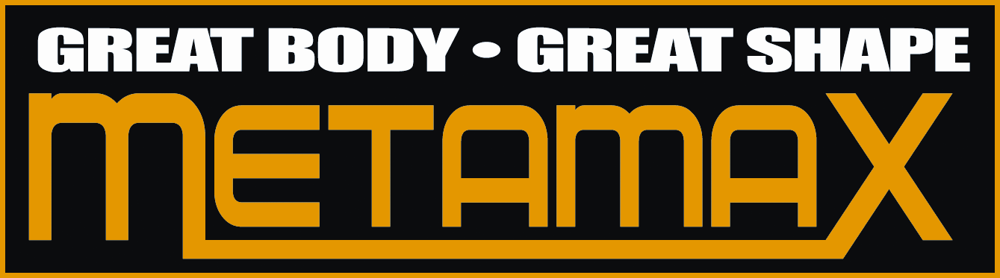 GREAT BODY • GREAT SHAPE
METAMAX